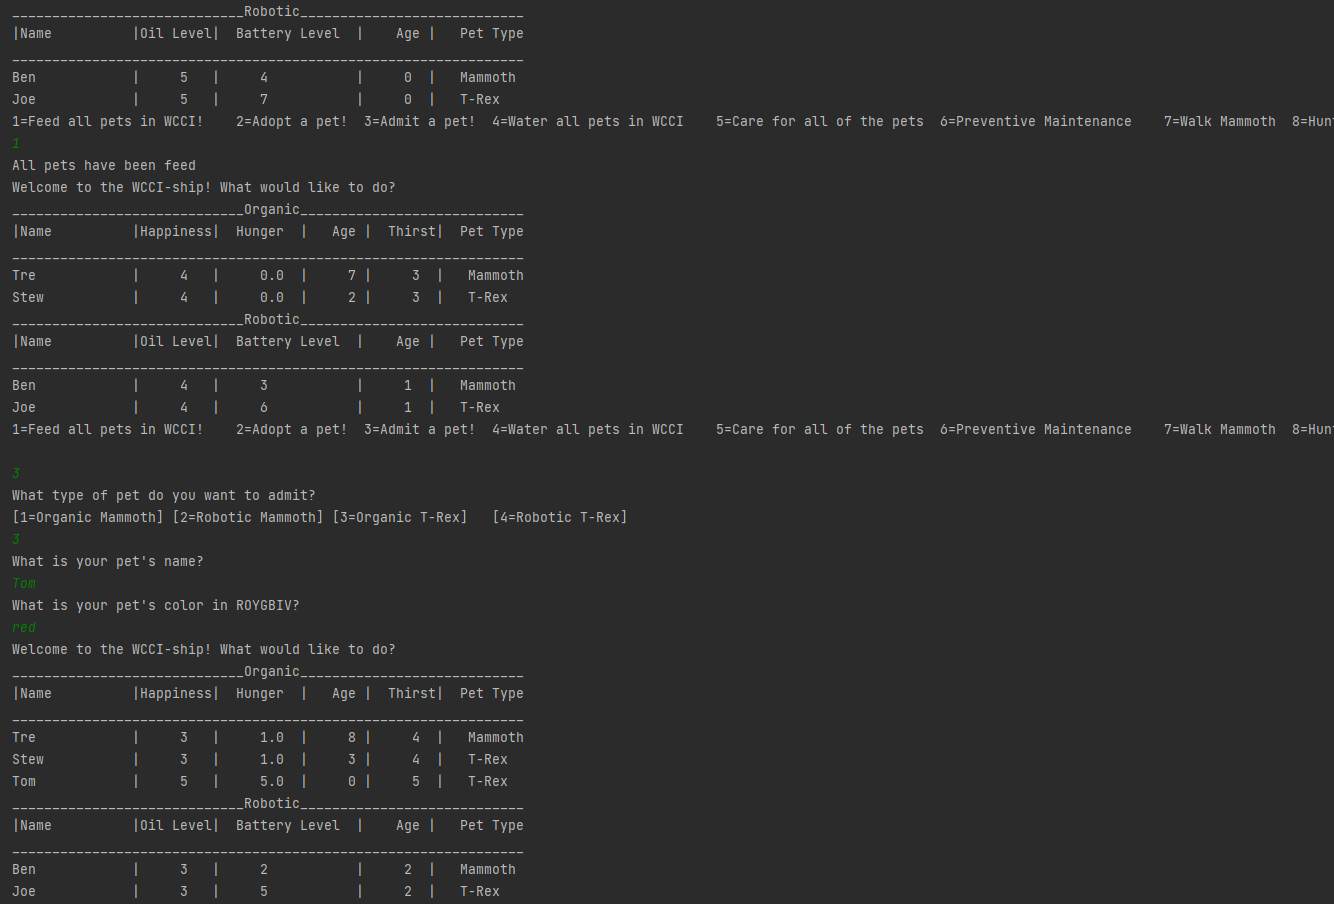 _____________________________Robotic____________________________
|Name          |Oil Level|  Battery Level  |    Age |   Pet Type
________________________________________________________________
Ben            |     5   |     4           |     0  |   Mammoth
Joe            |     5   |     7           |     0  |   T-Rex
1=Feed all pets in WCCI!    2=Adopt a pet!  3=Admit a pet!  4=Water all pets in WCCI    5=Care for all of the pets  6=Preventive Maintenance    7=Walk Mammoth  8=Hunt
1
All pets have been feed
Welcome to the WCCI-ship! What would like to do?
_____________________________Organic____________________________
|Name          |Happiness|  Hunger  |   Age |  Thirst|  Pet Type
________________________________________________________________
Tre            |     4   |     0.0  |     7 |     3  |   Mammoth
Stew           |     4   |     0.0  |     2 |     3  |   T-Rex
_____________________________Robotic____________________________
|Name          |Oil Level|  Battery Level  |    Age |   Pet Type
________________________________________________________________
Ben            |     4   |     3           |     1  |   Mammoth
Joe            |     4   |     6           |     1  |   T-Rex
1=Feed all pets in WCCI!    2=Adopt a pet!  3=Admit a pet!  4=Water all pets in WCCI    5=Care for all of the pets  6=Preventive Maintenance    7=Walk Mammoth  8=Hunt
3
What type of pet do you want to admit?
[1=Organic Mammoth] [2=Robotic Mammoth] [3=Organic T-Rex]   [4=Robotic T-Rex]
3
What is your pet's name?
Tom
What is your pet's color in ROYGBIV?
red
Welcome to the WCCI-ship! What would like to do?
_____________________________Organic____________________________
|Name          |Happiness|  Hunger  |   Age |  Thirst|  Pet Type
________________________________________________________________
Tre            |     3   |     1.0  |     8 |     4  |   Mammoth
Stew           |     3   |     1.0  |     3 |     4  |   T-Rex
Tom            |     5   |     5.0  |     0 |     5  |   T-Rex
_____________________________Robotic____________________________
|Name          |Oil Level|  Battery Level  |    Age |   Pet Type
________________________________________________________________
Ben            |     3   |     2           |     2  |   Mammoth
Joe            |     3   |     5           |     2  |   T-Rex